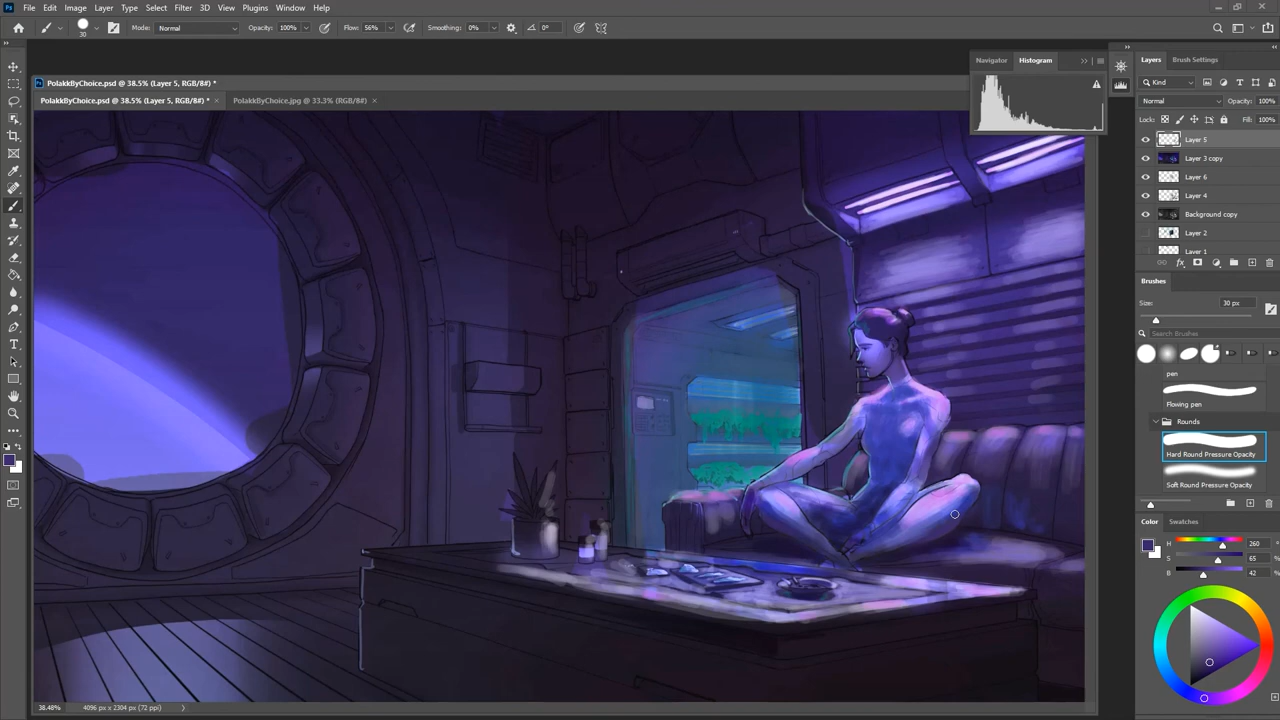 Ps File Edit Image Layer Type Select Filter 3D View Plugins Window Help
30 Mode: Normal Opacity: 100% Flow: 56% Smoothing: 0% 0°
PolakkByChoice.psd @ 38.5% (Layer 5, RGB/8#) *
PolakkByChoice.psd @ 38.5% (Layer 5, RGB/8#) * × PolakkByChoice.jpg @ 33.3% (RGB/8#) ×
Navigator Histogram
Layers Brush Settings
Kind
Normal Opacity: 100%
Lock: Fill: 100%
Layer 5
Layer 3 copy
Layer 6
Layer 4
Background copy
Layer 2
Layer 1
fx
Brushes
Size: 30 px
Search Brushes
pen
Flowing pen
Rounds
Hard Round Pressure Opacity
Soft Round Pressure Opacity
Color Swatches
H 260 °
S 65 %
B 42 %
38.48% 4096 px x 2304 px (72 ppi)